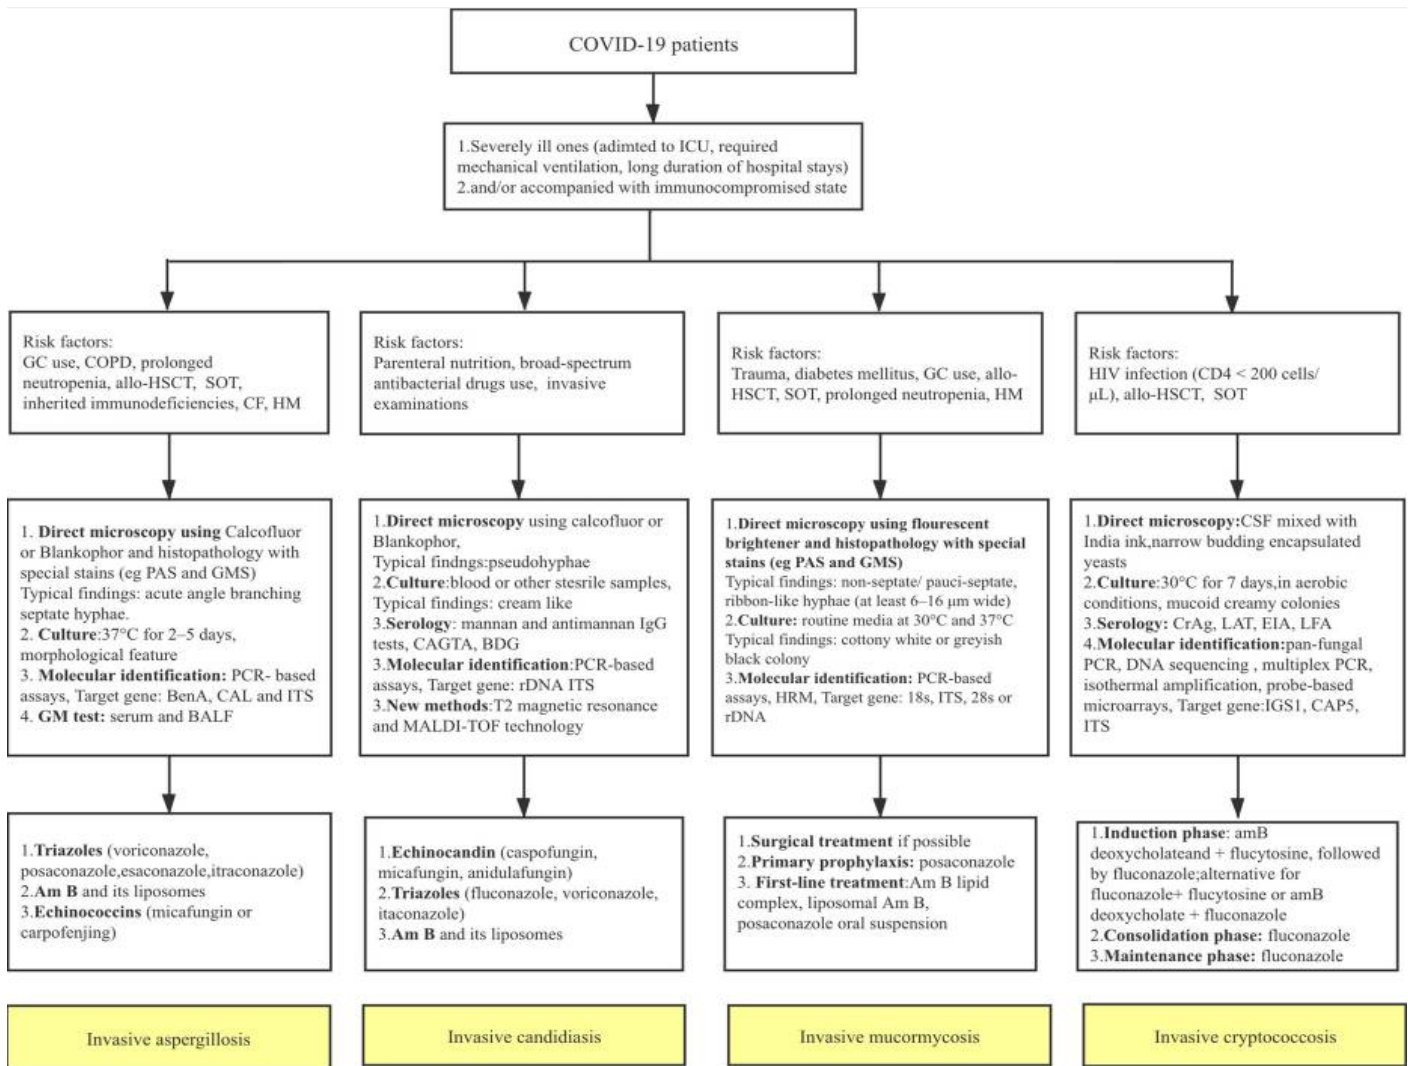 COVID-19 patients
1.Severely ill ones (adimted to ICU, required
mechanical ventilation, long duration of hospital stays)
2.and/or accompanied with immunocompromised state
Risk factors:
GC use, COPD, prolonged
neutropenia, allo-HSCT, SOT,
inherited immunodeficiencies, CF, HM
Risk factors:
Parenteral nutrition, broad-spectrum
antibacterial drugs use, invasive
examinations
Risk factors:
Trauma, diabetes mellitus, GC use, allo-
HSCT, SOT, prolonged neutropenia, HM
Risk factors:
HIV infection (CD4 < 200 cells/
μL), allo-HSCT, SOT
1. Direct microscopy using Calcofluor
or Blankophor and histopathology with
special stains (eg PAS and GMS)
Typical findings: acute angle branching
septate hyphae.
2. Culture:37°C for 2–5 days,
morphological feature
3. Molecular identification: PCR- based
assays, Target gene: BenA, CAL and ITS
4. GM test: serum and BALF
1.Direct microscopy using calcofluor or
Blankophor,
Typical findngs:pseudohyphae
2.Culture:blood or other stesrile samples,
Typical findings: cream like
3.Serology: mannan and antimannan IgG
tests, CAGTA, BDG
3.Molecular identification:PCR-based
assays, Target gene: rDNA ITS
3.New methods:T2 magnetic resonance
and MALDI-TOF technology
1.Direct microscopy using flourescent
brightener and histopathology with special
stains (eg PAS and GMS)
Typical findings: non-septate/ pauci-septate,
ribbon-like hyphae (at least 6–16 μm wide)
2.Culture: routine media at 30°C and 37°C
Typical findings: cottony white or greyish
black colony
3.Molecular identification: PCR-based
assays, HRM, Target gene: 18s, ITS, 28s or
rDNA
1.Direct microscopy:CSF mixed with
India ink,narrow budding encapsulated
yeasts
2.Culture:30°C for 7 days,in aerobic
conditions, mucoid creamy colonies
3.Serology: CrAg, LAT, EIA, LFA
4.Molecular identification:pan-fungal
PCR, DNA sequencing , multiplex PCR,
isothermal amplification, probe-based
microarrays, Target gene:IGS1, CAP5,
ITS
1.Triazoles (voriconazole,
posaconazole,esaconazole,itraconazole)
2.Am B and its liposomes
3.Echinococcins (micafungin or
carpofenjing)
1.Echinocandin (caspofungin,
micafungin, anidulafungin)
2.Triazoles (fluconazole, voriconazole,
itaconazole)
3.Am B and its liposomes
1.Surgical treatment if possible
2.Primary prophylaxis: posaconazole
3. First-line treatment:Am B lipid
complex, liposomal Am B,
posaconazole oral suspension
1.Induction phase: amB
deoxycholateand + flucytosine, followed
by fluconazole;alternative for
fluconazole+ flucytosine or amB
deoxycholate + fluconazole
2.Consolidation phase: fluconazole
3.Maintenance phase: fluconazole
Invasive aspergillosis
Invasive candidiasis
Invasive mucormycosis
Invasive cryptococcosis